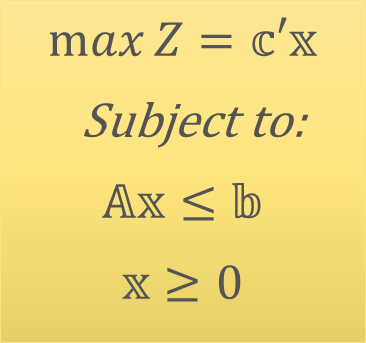 max Z = 𝕔′𝕩
Subject to:
𝔸𝕩 ≤ 𝕓
𝕩 ≥ 0